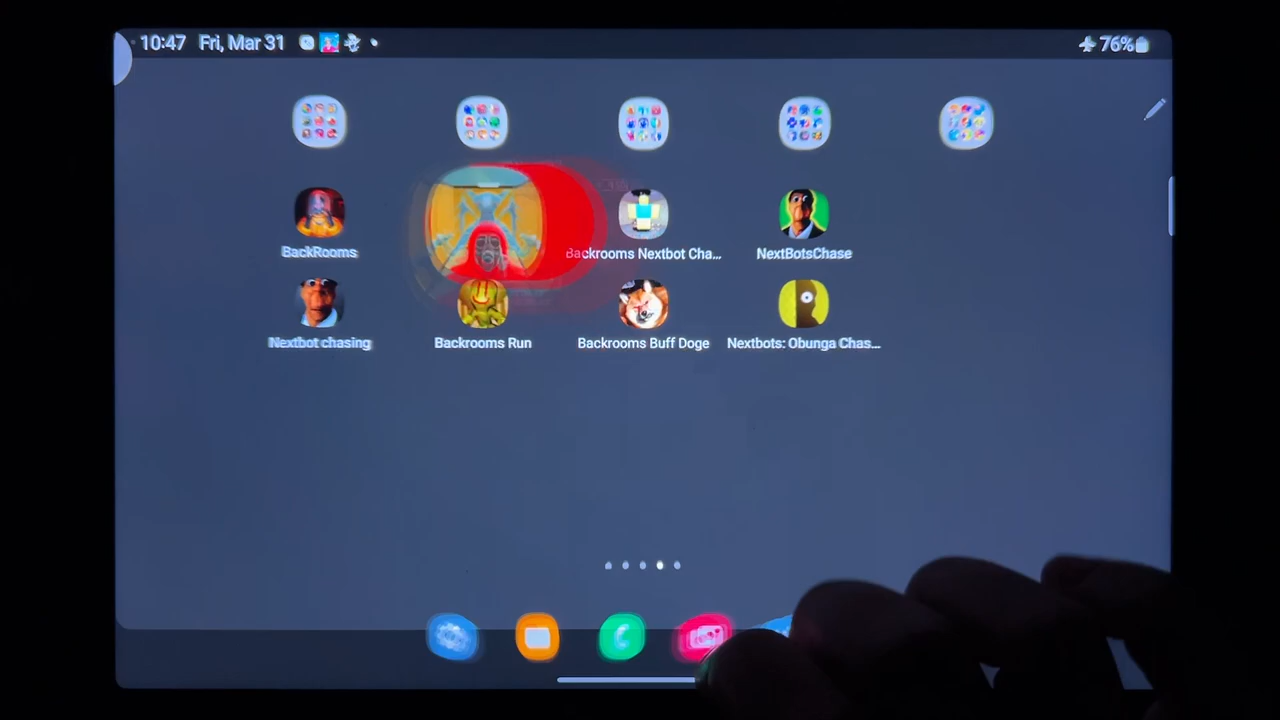 10:47 Fri, Mar 31
76%
BackRooms
Backrooms Nextbot Cha...
NextBotsChase
Nextbot chasing
Backrooms Run
Backrooms Buff Doge
Nextbots: Obunga Chas...